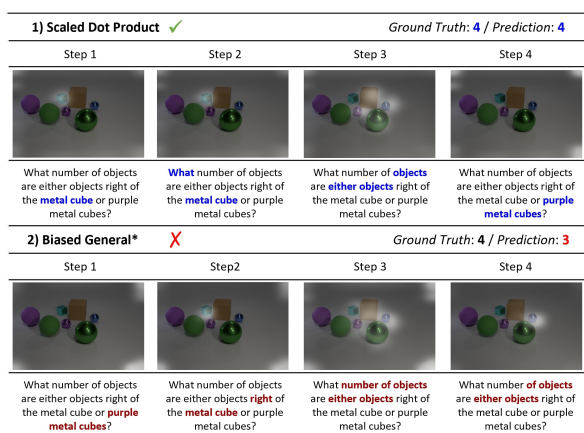 1) Scaled Dot Product ✓ Ground Truth: 4 / Prediction: 4
Step 1 Step 2 Step 3 Step 4
What number of objects
are either objects right of
the metal cube or purple
metal cubes?
What number of objects
are either objects right of
the metal cube or purple
metal cubes?
What number of objects
are either objects right of
the metal cube or purple
metal cubes?
What number of objects
are either objects right of
the metal cube or purple
metal cubes?
2) Biased General* ✗ Ground Truth: 4 / Prediction: 3
Step 1 Step2 Step 3 Step 4
What number of objects
are either objects right of
the metal cube or purple
metal cubes?
What number of objects
are either objects right of
the metal cube or purple
metal cubes?
What number of objects
are either objects right of
the metal cube or purple
metal cubes?
What number of objects
are either objects right of
the metal cube or purple
metal cubes?